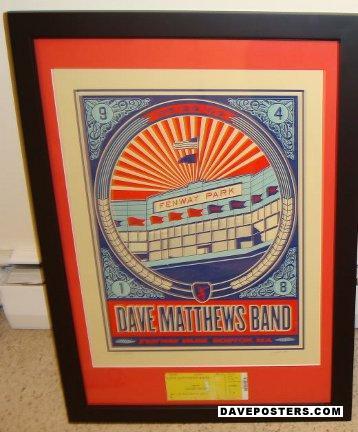 9 4
FENWAY PARK
1 8
DAVE MATTHEWS BAND
FENWAY PARK BOSTON, MA
DAVEPOSTERS.COM